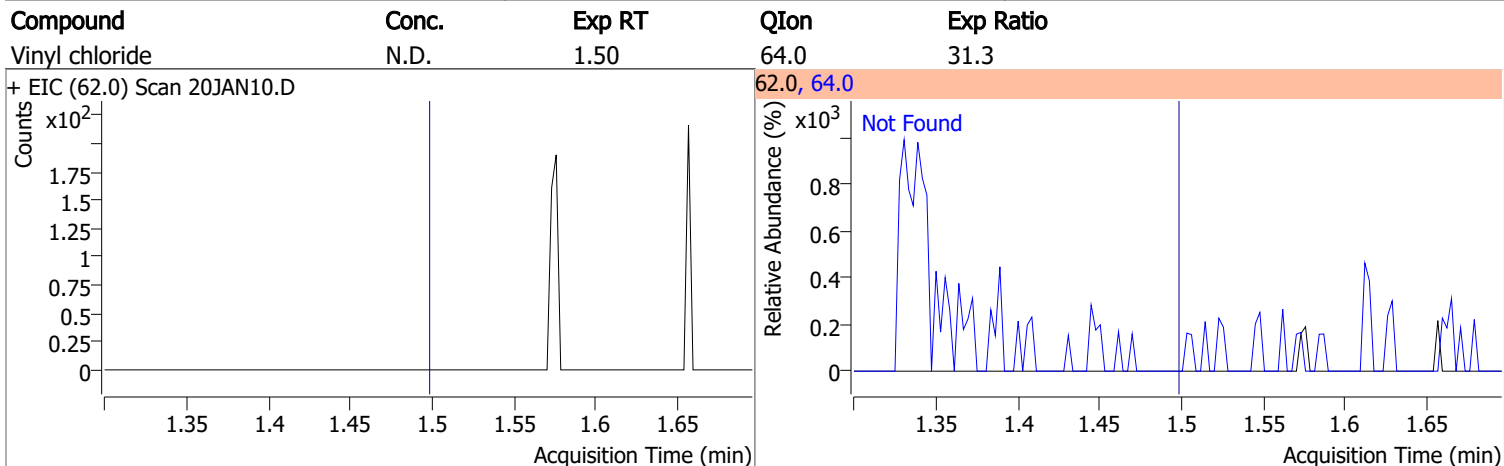 Compound Conc. Exp RT QIon Exp Ratio
Vinyl chloride N.D. 1.50 64.0 31.3
+ EIC (62.0) Scan 20JAN10.D
62.0, 64.0
Counts
x10²
1.75
1.5
1.25
1
0.75
0.5
0.25
0
1.35 1.4 1.45 1.5 1.55 1.6 1.65
Acquisition Time (min)
Relative Abundance (%)
x10³
Not Found
0.8
0.6
0.4
0.2
0
1.35 1.4 1.45 1.5 1.55 1.6 1.65
Acquisition Time (min)